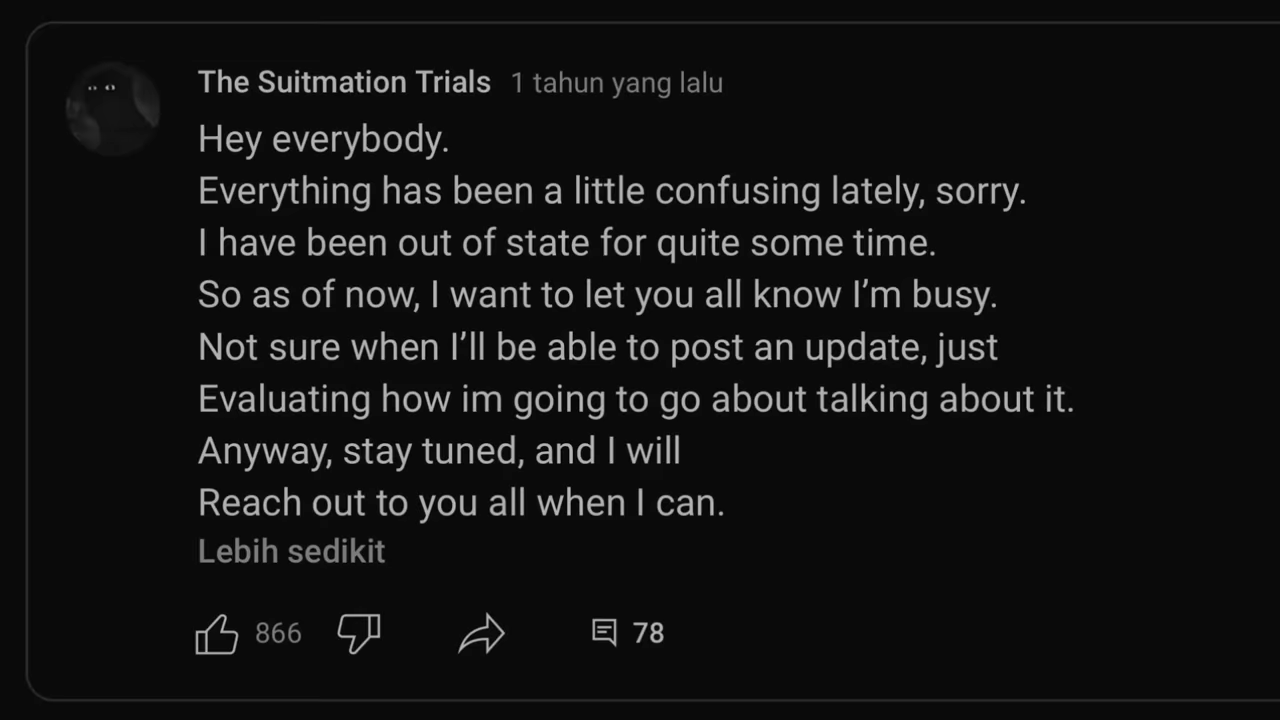 The Suitmation Trials 1 tahun yang lalu
Hey everybody.
Everything has been a little confusing lately, sorry.
I have been out of state for quite some time.
So as of now, I want to let you all know I’m busy.
Not sure when I’ll be able to post an update, just
Evaluating how im going to go about talking about it.
Anyway, stay tuned, and I will
Reach out to you all when I can.
Lebih sedikit
866 78